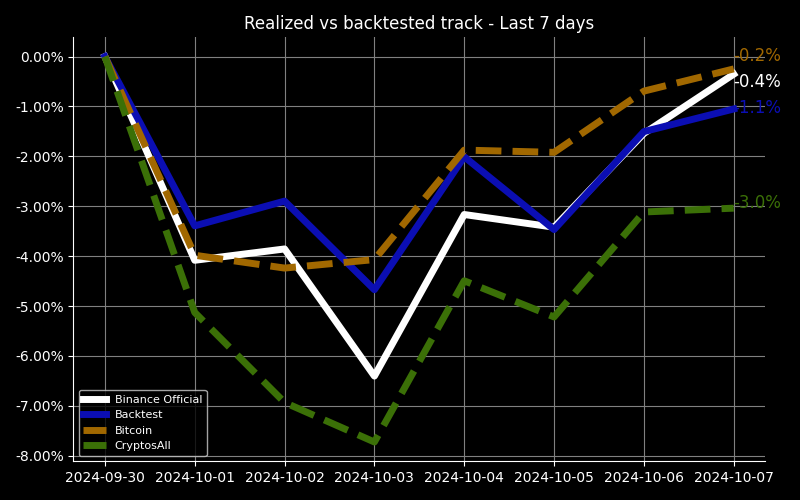 Realized vs backtested track - Last 7 days
0.00%
-1.00%
-2.00%
-3.00%
-4.00%
-5.00%
-6.00%
-7.00%
-8.00%
-0.2%
-0.4%
-1.1%
-3.0%
Binance Official
Backtest
Bitcoin
CryptosAll
2024-09-30 2024-10-01 2024-10-02 2024-10-03 2024-10-04 2024-10-05 2024-10-06 2024-10-07